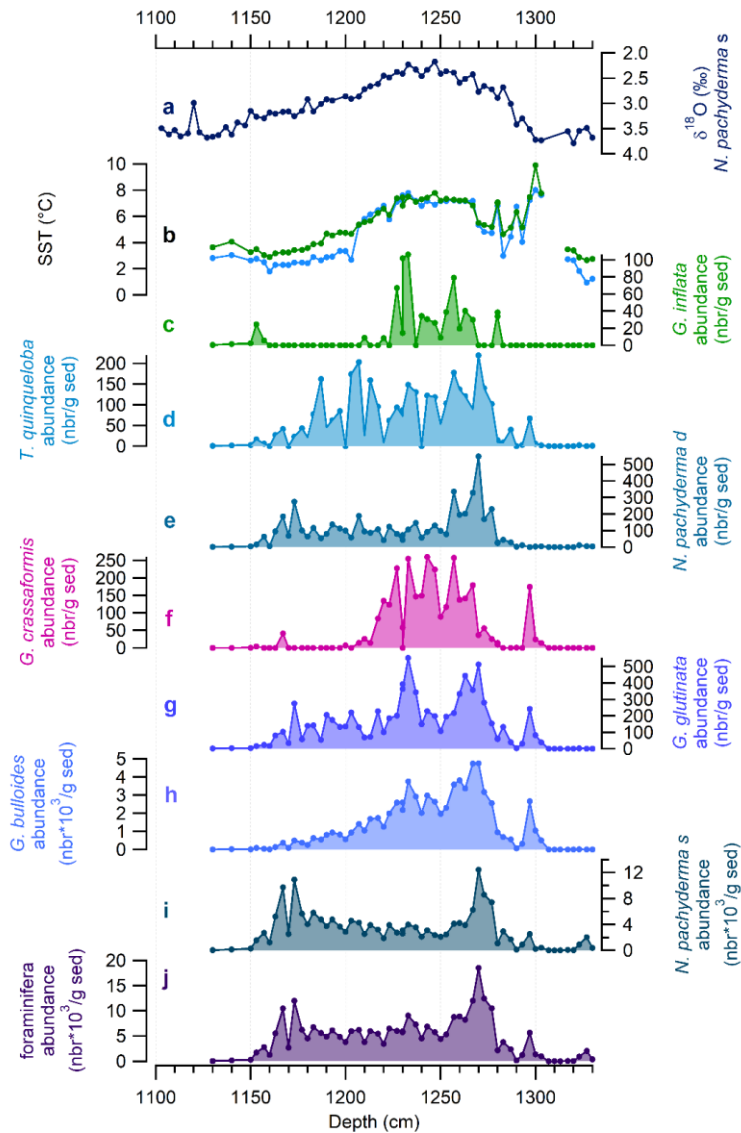 1100 1150 1200 1250 1300
a
2.0
2.5
3.0
3.5
4.0
δ¹⁸O (‰)
N. pachyderma s
b
10
8
6
4
2
0
SST (°C)
c
100
80
60
40
20
0
G. inflata
abundance
(nbr/g sed)
d
200
150
100
50
0
T. quinqueloba
abundance
(nbr/g sed)
e
500
400
300
200
100
0
N. pachyderma d
abundance
(nbr/g sed)
f
250
200
150
100
50
0
G. crassaformis
abundance
(nbr/g sed)
g
500
400
300
200
100
0
G. glutinata
abundance
(nbr/g sed)
h
5
4
3
2
1
0
G. bulloides
abundance
(nbr*10³/g sed)
i
12
8
4
0
N. pachyderma s
abundance
(nbr*10³/g sed)
j
20
15
10
5
0
foraminifera
abundance
(nbr*10³/g sed)
1100 1150 1200 1250 1300
Depth (cm)